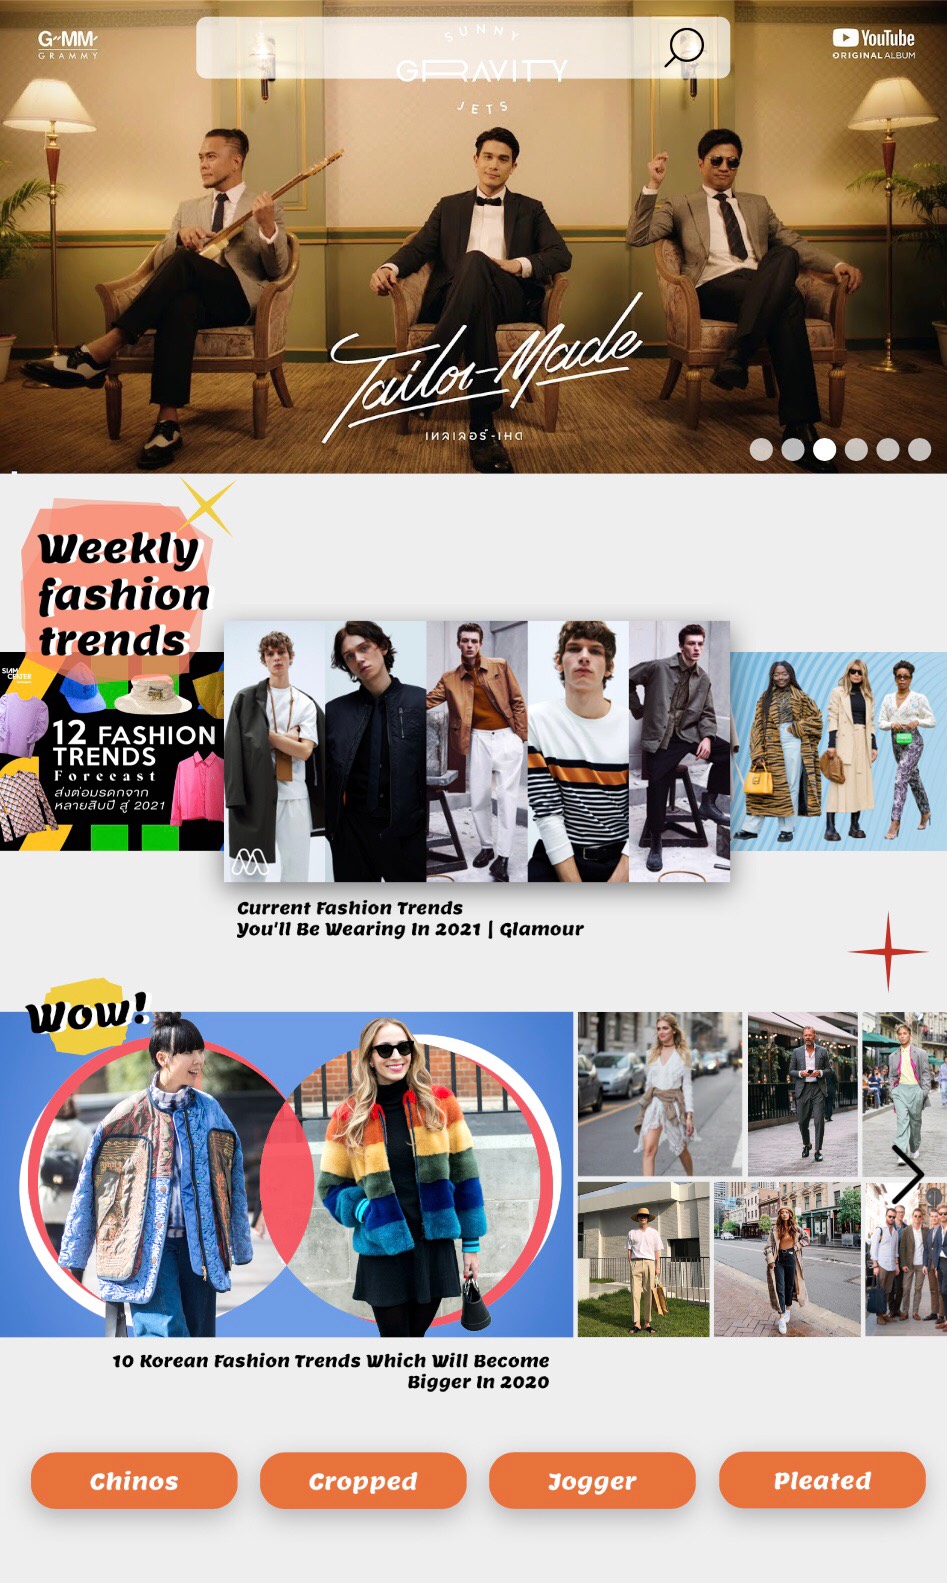 G"MM'
GRAMMY
SUNNY
GRAVITY
JETS
YouTube
ORIGINAL ALBUM
Tailor-Made
เทลเลอร์-เมด
Weekly
fashion
trends
SIAM
CENTER
12 FASHION
TRENDS
Forecast
ส่งต่อมรดกจาก
หลายสิบปี สู่ 2021
Current Fashion Trends
You'll Be Wearing In 2021 | Glamour
Wow!
10 Korean Fashion Trends Which Will Become
Bigger In 2020
Chinos
Cropped
Jogger
Pleated